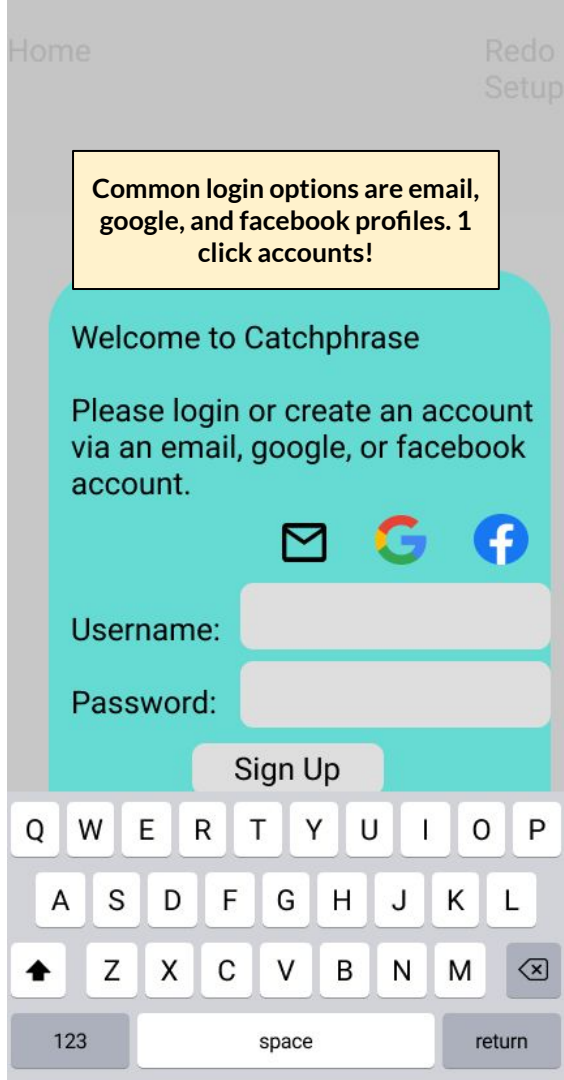 Home
Redo
Setup
Common login options are email,
google, and facebook profiles. 1
click accounts!
Welcome to Catchphrase
Please login or create an account
via an email, google, or facebook
account.
Username:
Password:
Sign Up
Q W E R T Y U I O P
A S D F G H J K L
Z X C V B N M
123 space return